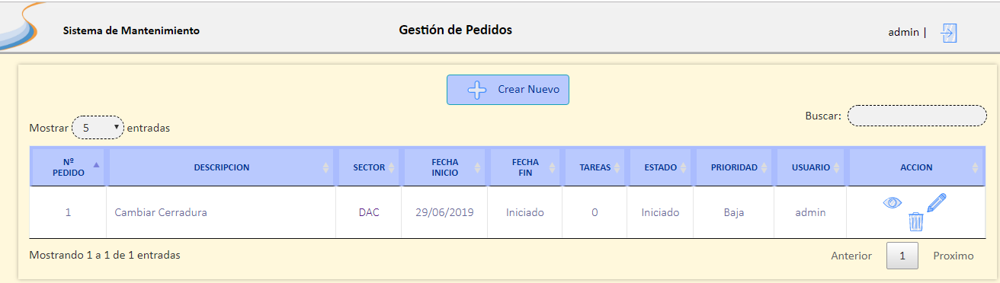 Sistema de Mantenimiento
Gestión de Pedidos
admin |
Crear Nuevo
Mostrar 5 entradas
Buscar:
Nº PEDIDO
DESCRIPCION
SECTOR
FECHA INICIO
FECHA FIN
TAREAS
ESTADO
PRIORIDAD
USUARIO
ACCION
1
Cambiar Cerradura
DAC
29/06/2019
Iniciado
0
Iniciado
Baja
admin
Mostrando 1 a 1 de 1 entradas
Anterior 1 Proximo